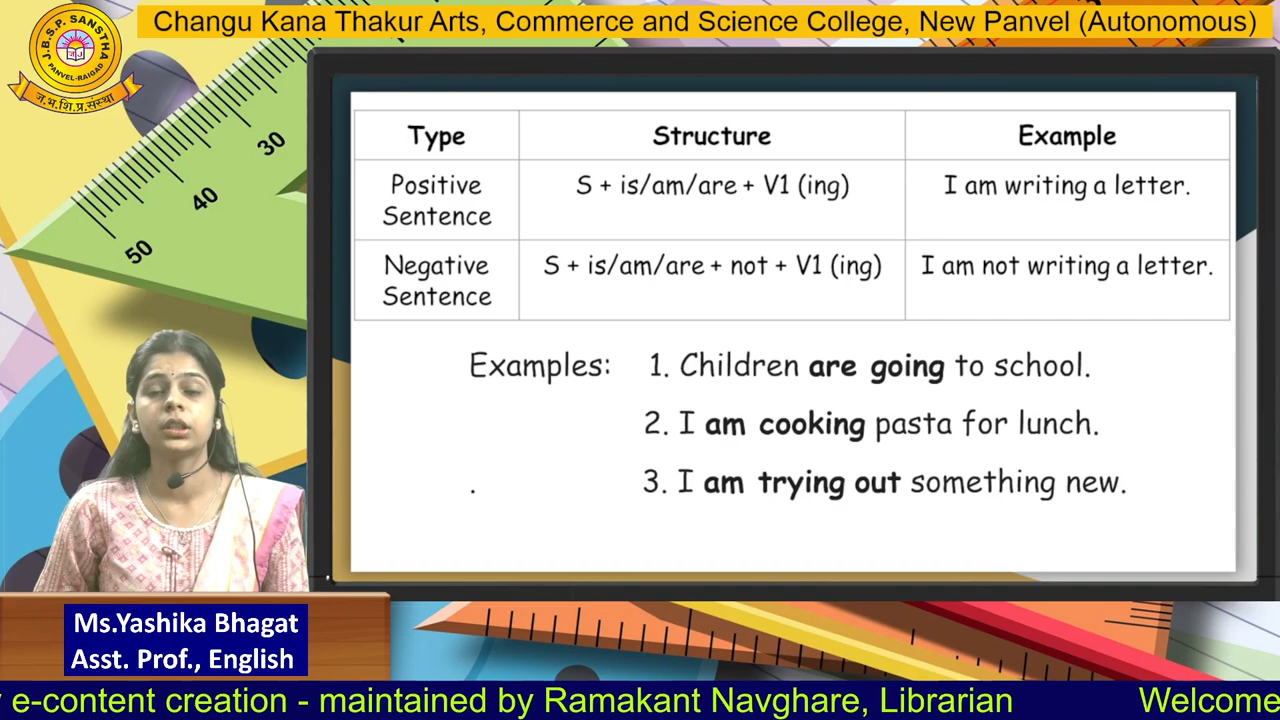 Changu Kana Thakur Arts, Commerce and Science College, New Panvel (Autonomous)
J.B.S.P. SANSTHA
PANVEL-RAIGAD
ज.भ.शि.प्र.संस्था
30
40
50
Type Structure Example
Positive Sentence S + is/am/are + V1 (ing) I am writing a letter.
Negative Sentence S + is/am/are + not + V1 (ing) I am not writing a letter.
Examples: 1. Children are going to school.
2. I am cooking pasta for lunch.
. 3. I am trying out something new.
Ms.Yashika Bhagat
Asst. Prof., English
e-content creation - maintained by Ramakant Navghare, Librarian Welcome